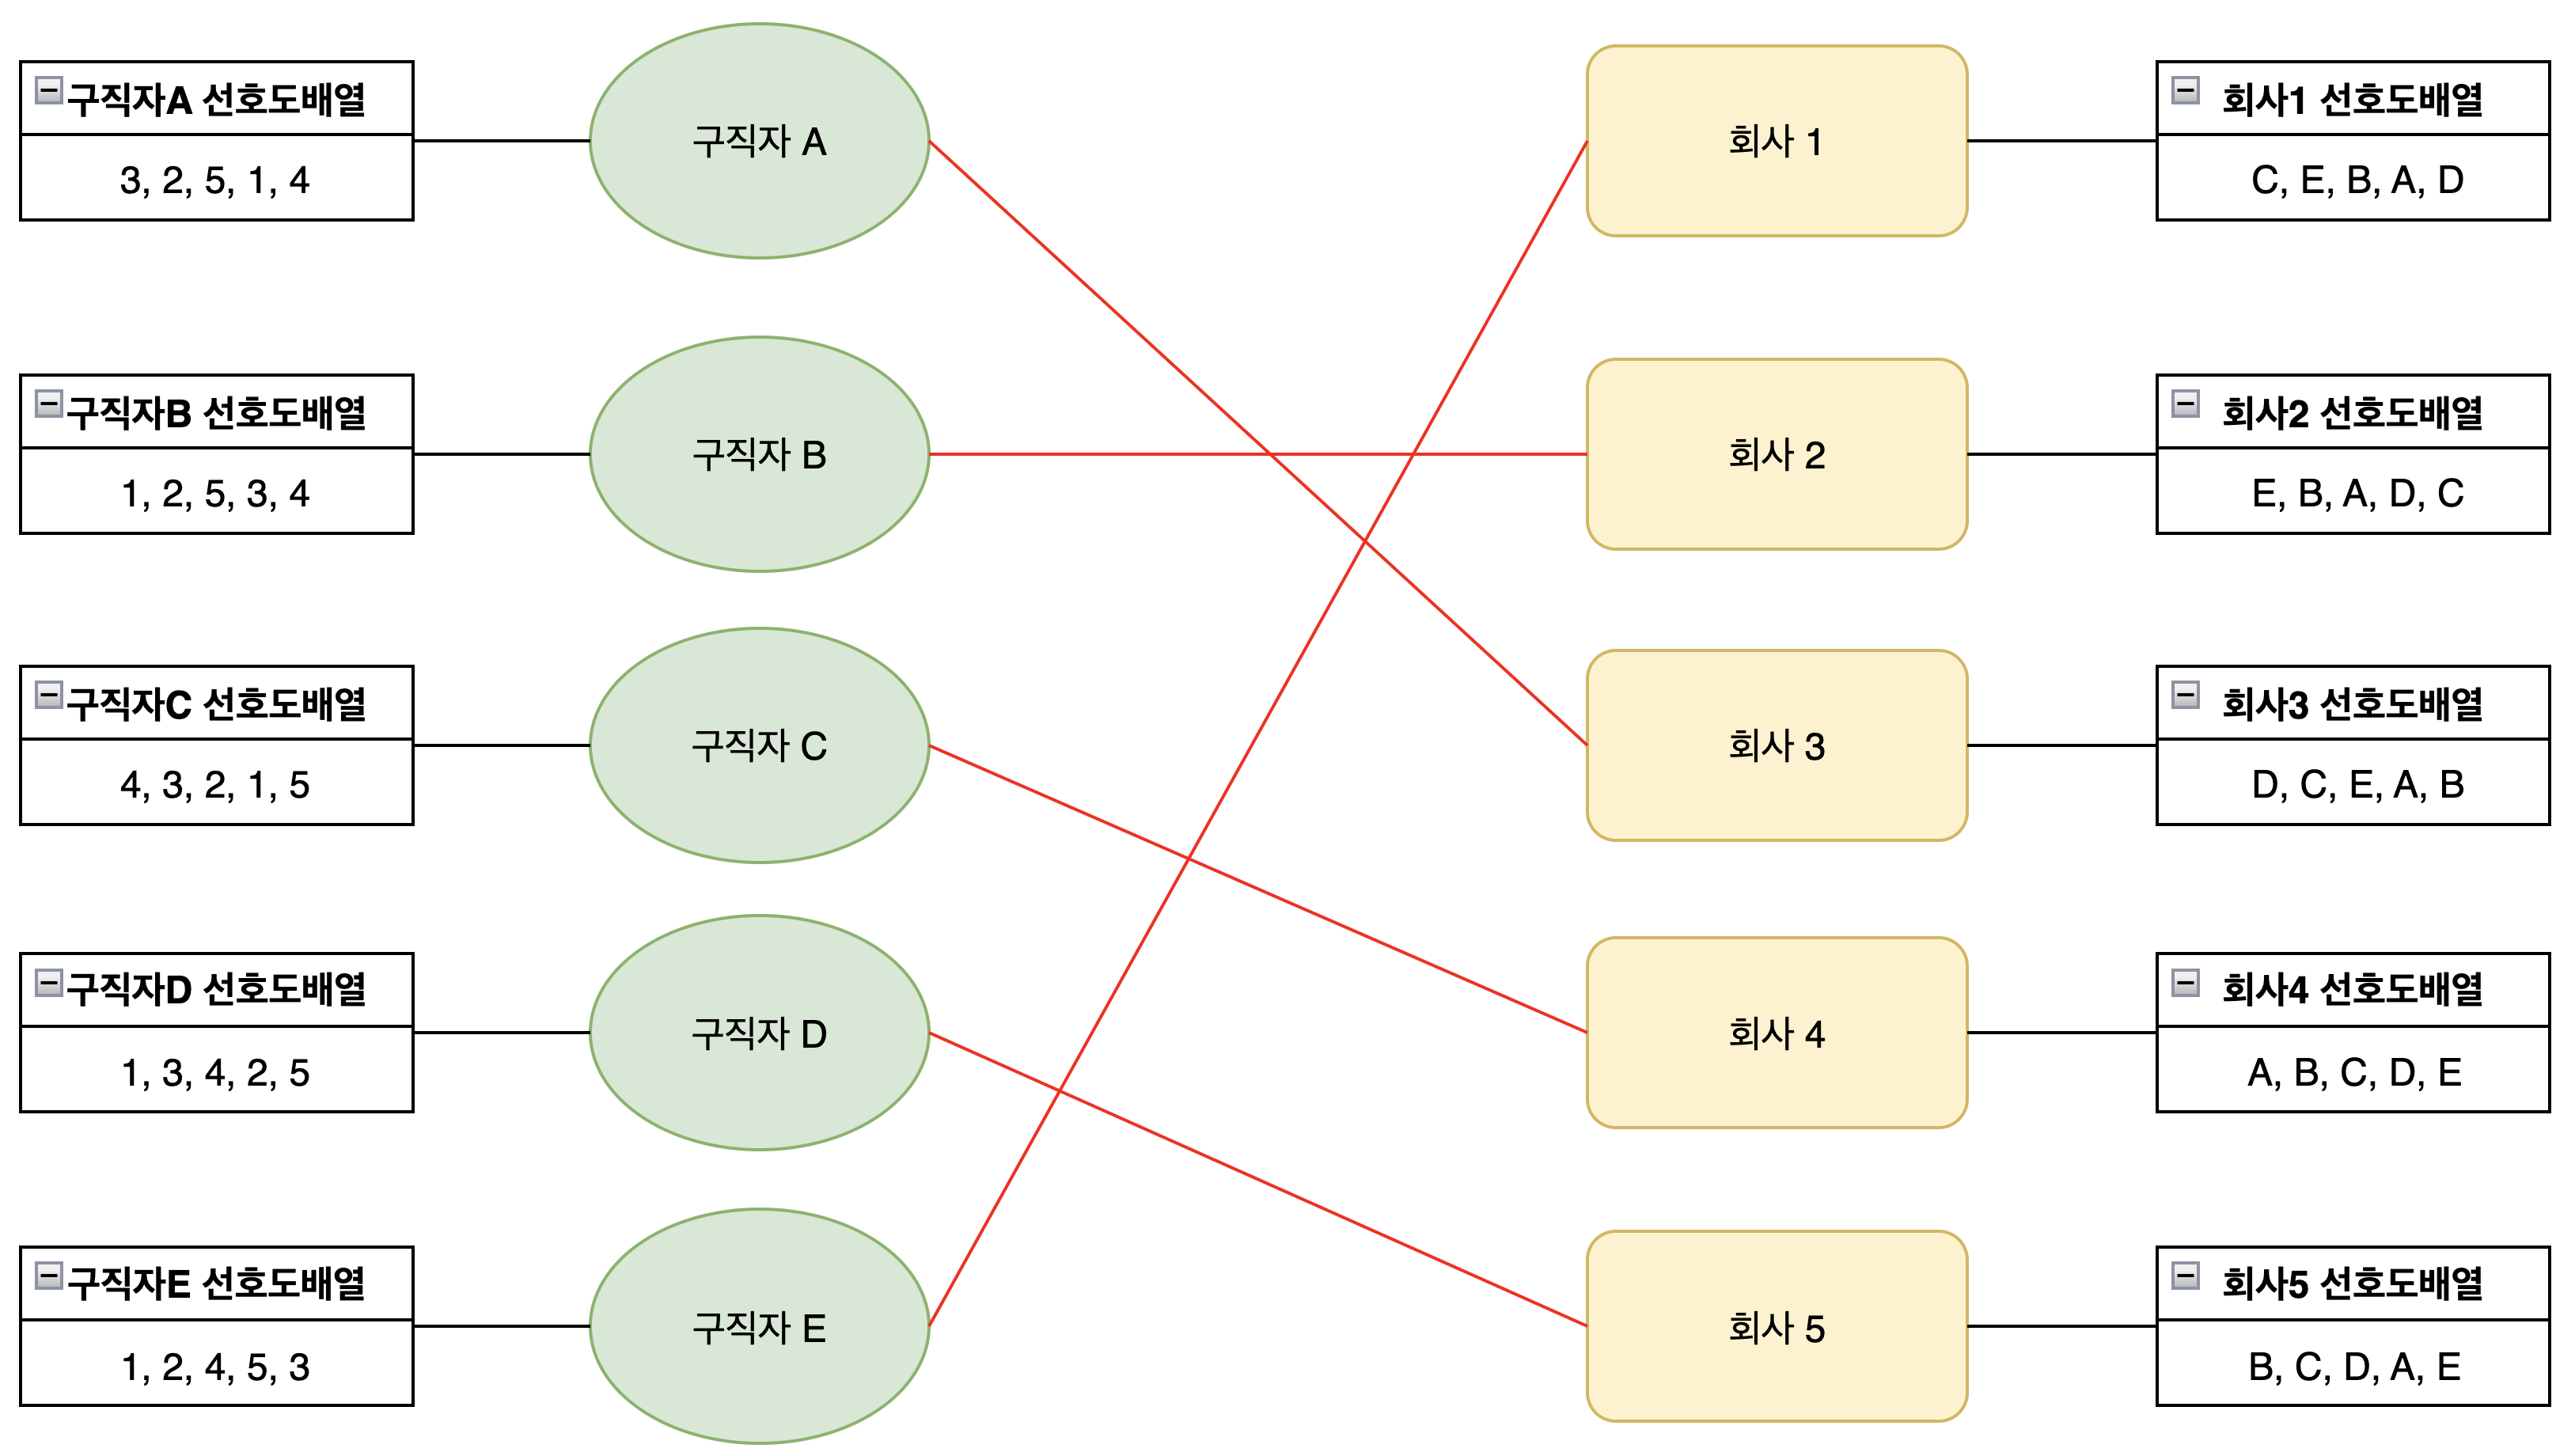 구직자A 선호도배열
3, 2, 5, 1, 4
구직자 A
회사 1
회사1 선호도배열
C, E, B, A, D
구직자B 선호도배열
1, 2, 5, 3, 4
구직자 B
회사 2
회사2 선호도배열
E, B, A, D, C
구직자C 선호도배열
4, 3, 2, 1, 5
구직자 C
회사 3
회사3 선호도배열
D, C, E, A, B
구직자D 선호도배열
1, 3, 4, 2, 5
구직자 D
회사 4
회사4 선호도배열
A, B, C, D, E
구직자E 선호도배열
1, 2, 4, 5, 3
구직자 E
회사 5
회사5 선호도배열
B, C, D, A, E